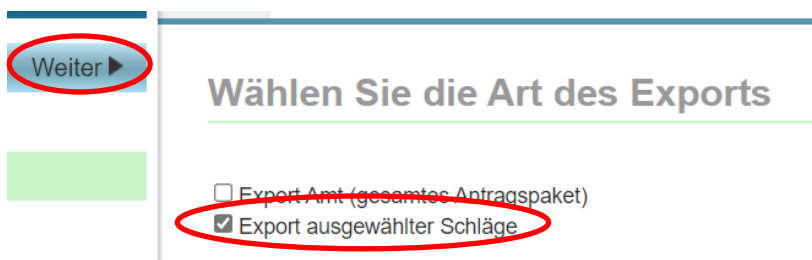 Weiter
Wählen Sie die Art des Exports
Export Amt (gesamtes Antragspaket)
Export ausgewählter Schläge